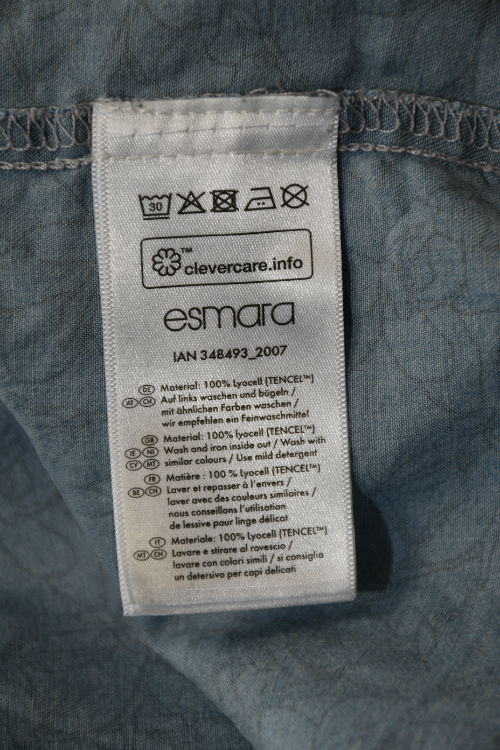 30
clevercare.info
™
esmara
IAN 348493_2007
DE Material: 100% Lyocell (TENCEL™)
AT CH Auf links waschen und bügeln /
mit ähnlichen Farben waschen /
wir empfehlen ein Feinwaschmittel
GB Material: 100% Lyocell (TENCEL™)
IE NI Wash and iron inside out / Wash with
CY MT similar colours / Use mild detergent
FR Matière : 100 % Lyocell (TENCEL™)
BE CH Laver et repasser à l'envers /
laver avec des couleurs similaires /
nous conseillons l'utilisation
de lessive pour linge délicat
IT Materiale: 100% Lyocell (TENCEL™)
MT CH Lavare e stirare al rovescio /
lavare con colori simili / si consiglia
un detersivo per capi delicati